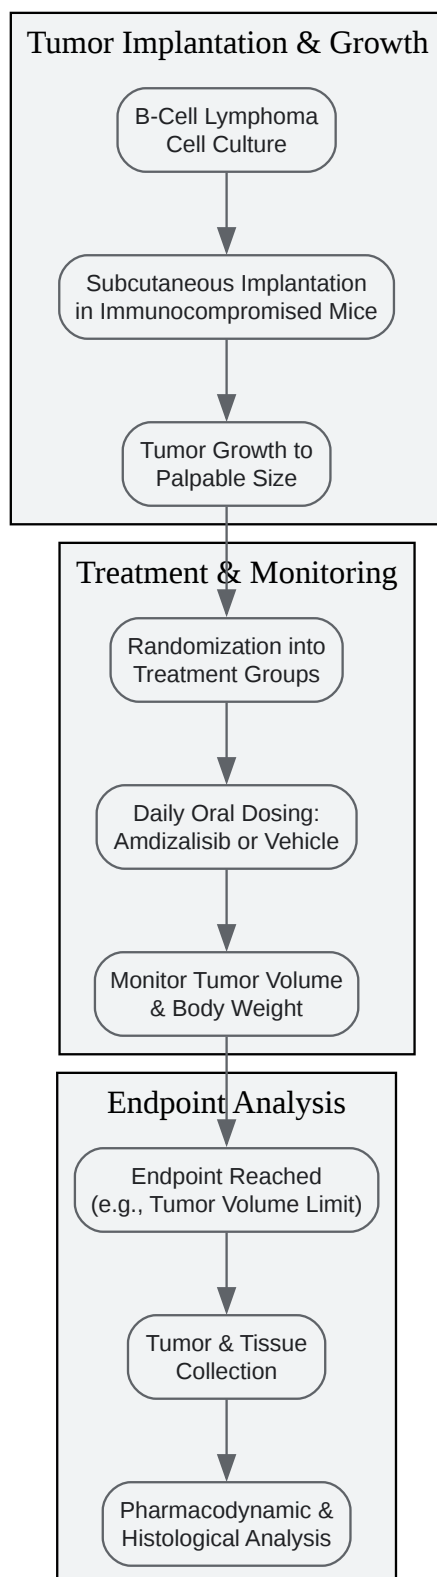 Tumor Implantation & Growth
B-Cell Lymphoma
Cell Culture
Subcutaneous Implantation
in Immunocompromised Mice
Tumor Growth to
Palpable Size
Treatment & Monitoring
Randomization into
Treatment Groups
Daily Oral Dosing:
Amdizalisib or Vehicle
Monitor Tumor Volume
& Body Weight
Endpoint Analysis
Endpoint Reached
(e.g., Tumor Volume Limit)
Tumor & Tissue
Collection
Pharmacodynamic &
Histological Analysis